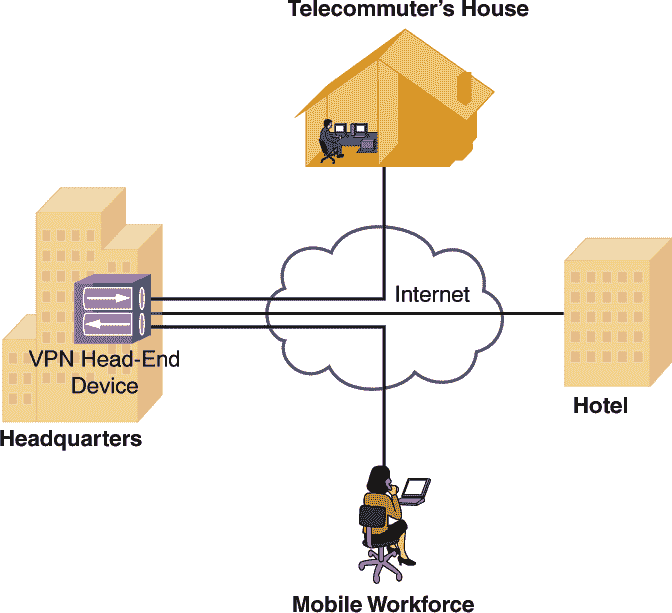 Telecommuter's House
Internet
VPN Head-End
Device
Hotel
Headquarters
Mobile Workforce